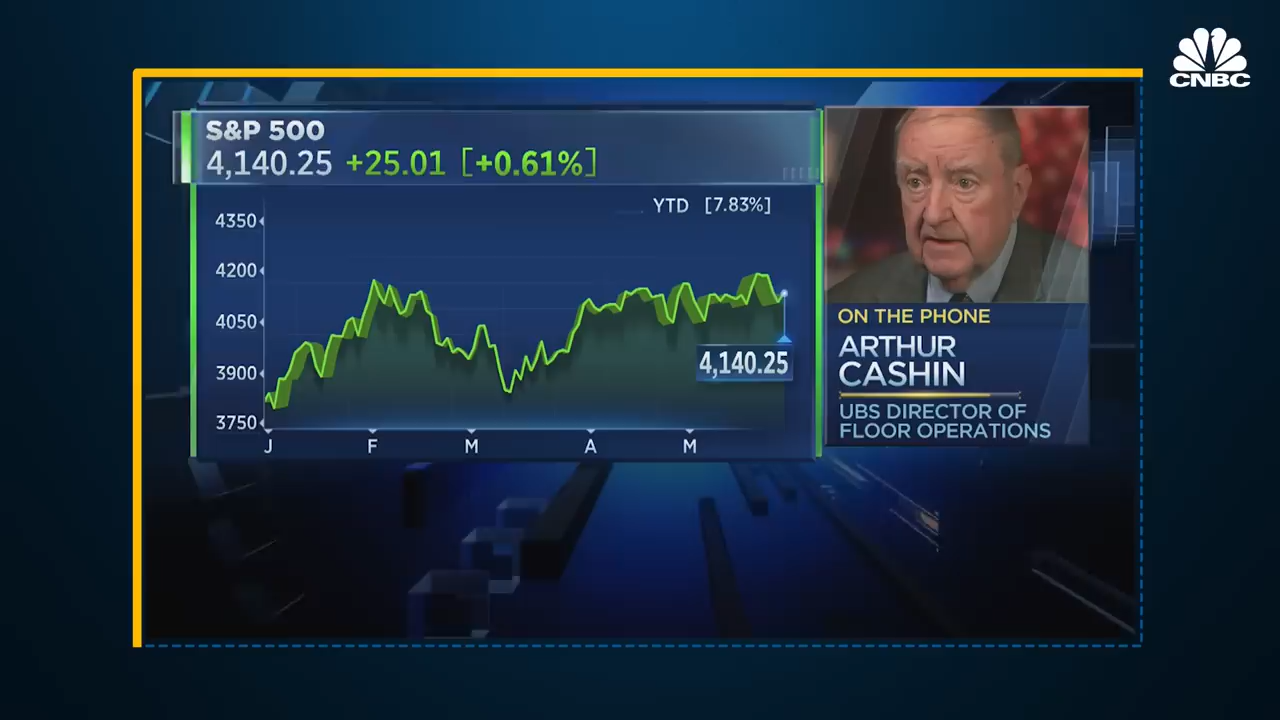 CNBC
S&P 500
4,140.25 +25.01 [+0.61%]
YTD [7.83%]
4350
4200
4050
3900
3750
4,140.25
J F M A M
ON THE PHONE
ARTHUR
CASHIN
UBS DIRECTOR OF
FLOOR OPERATIONS